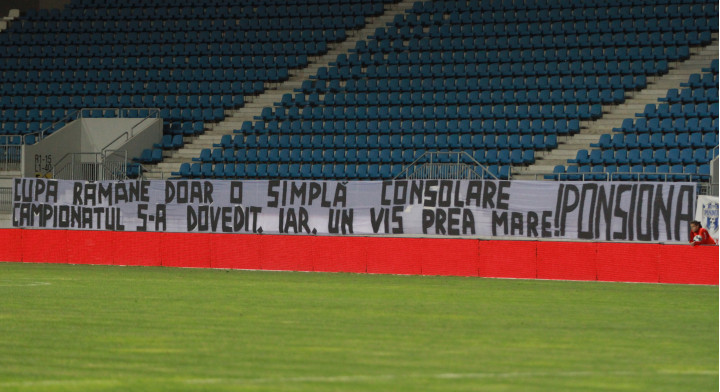 CUPA RĂMÂNE DOAR O SIMPLĂ CONSOLARE
CAMPIONATUL S-A DOVEDIT, IAR, UN VIS PREA MARE!
!PONSIONA